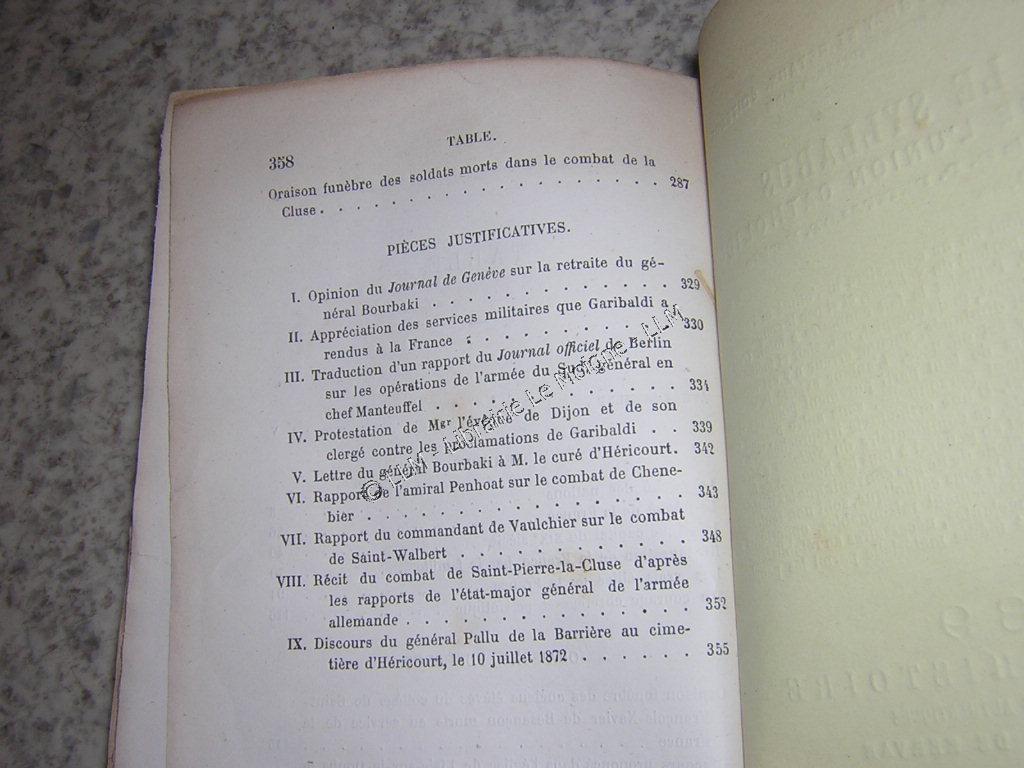 TABLE.
358
Oraison funèbre des soldats morts dans le combat de la
Cluse . . . . . . . . . . . . . . . . . . 287
PIÈCES JUSTIFICATIVES.
I. Opinion du Journal de Genève sur la retraite du gé-
néral Bourbaki . . . . . . . . . . . . . 329
II. Appréciation des services militaires que Garibaldi a
rendus à la France . . . . . . . . . . . 330
III. Traduction d'un rapport du Journal officiel de Berlin
sur les opérations de l'armée du Sud, général en
chef Manteuffel . . . . . . . . . . . . . 334
IV. Protestation de Mgr l'évêque de Dijon et de son
clergé contre les proclamations de Garibaldi . . 339
V. Lettre du général Bourbaki à M. le curé d'Héricourt. 342
VI. Rapport de l'amiral Penhoat sur le combat de Chene-
bier . . . . . . . . . . . . . . . . . . 343
VII. Rapport du commandant de Vaulchier sur le combat
de Saint-Walbert . . . . . . . . . . . . 348
VIII. Récit du combat de Saint-Pierre-la-Cluse d'après
les rapports de l'état-major général de l'armée
allemande . . . . . . . . . . . . . . . . 352
IX. Discours du général Pallu de la Barrière au cime-
tière d'Héricourt, le 10 juillet 1872 . . . . . . . 355
© LLM - Librairie Le Moigne - LLM
LE SYLLABUS